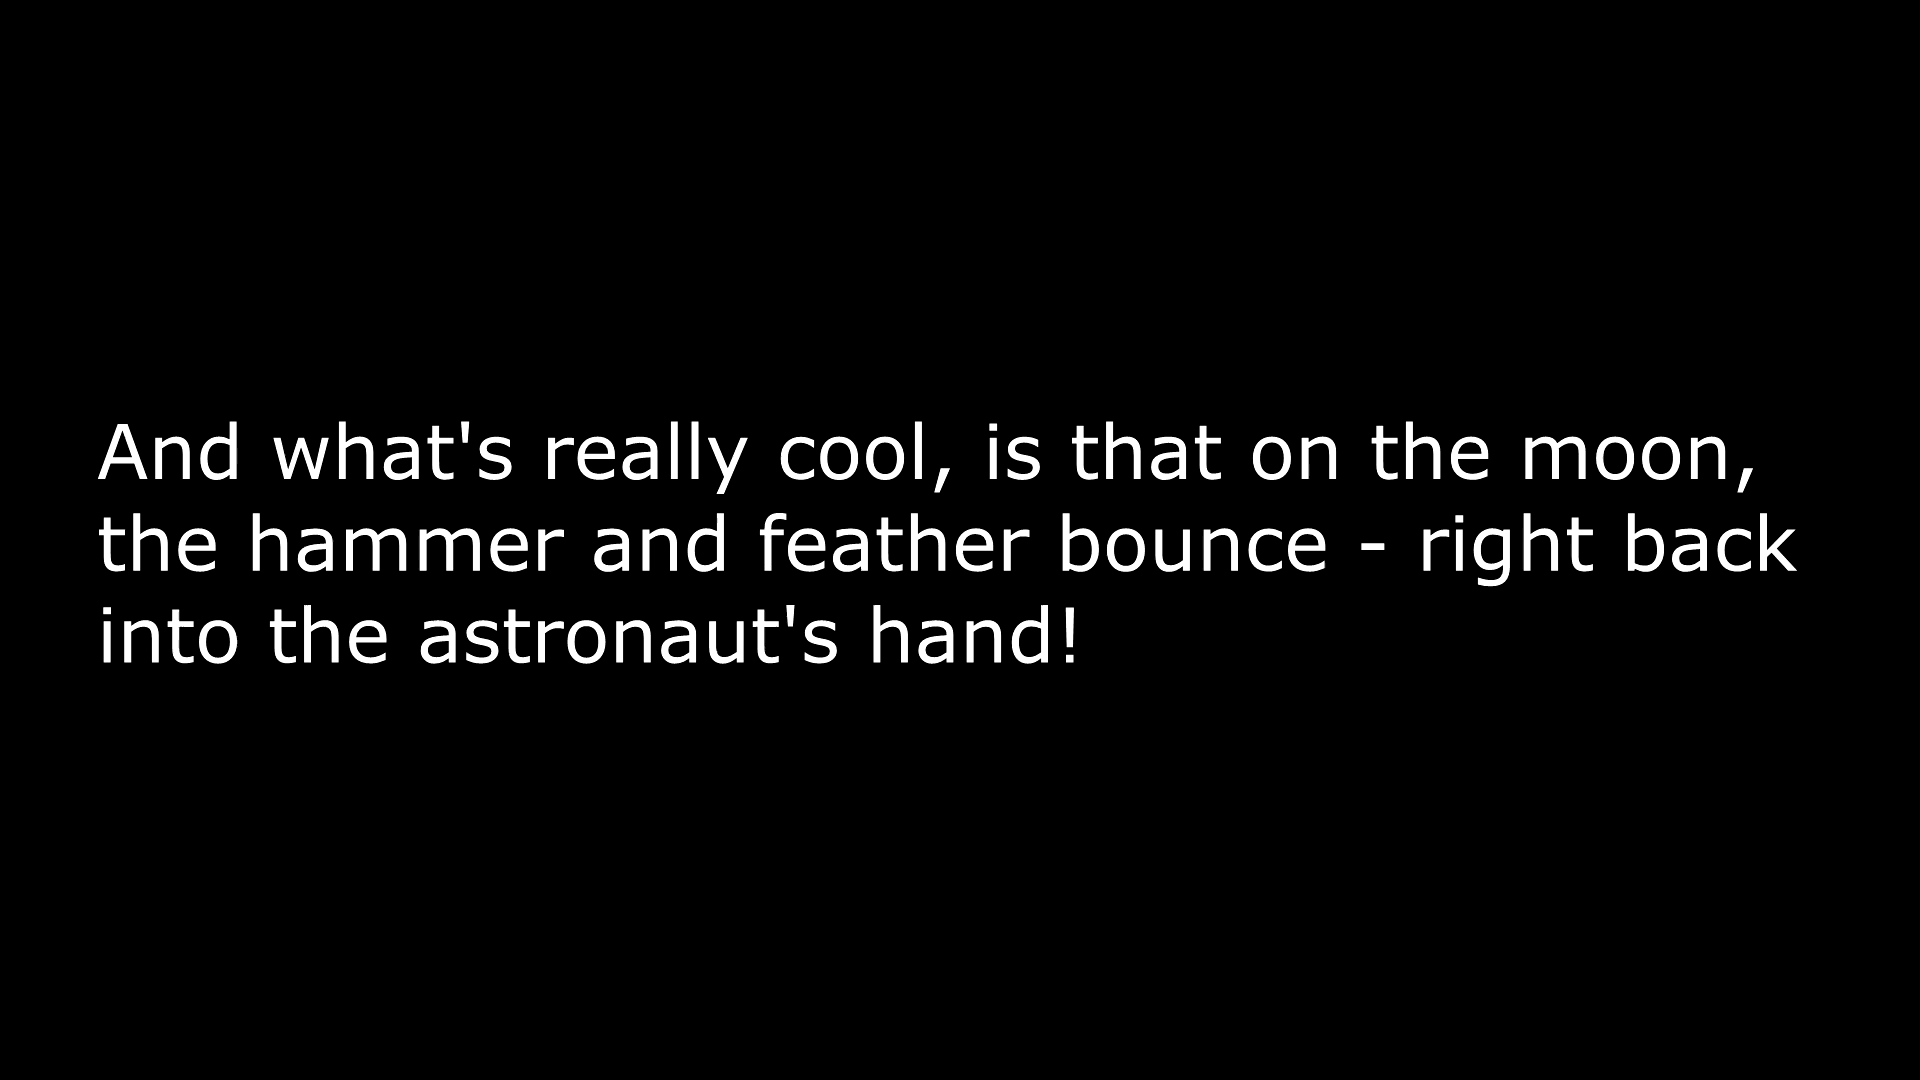 And what's really cool, is that on the moon,
the hammer and feather bounce - right back
into the astronaut's hand!